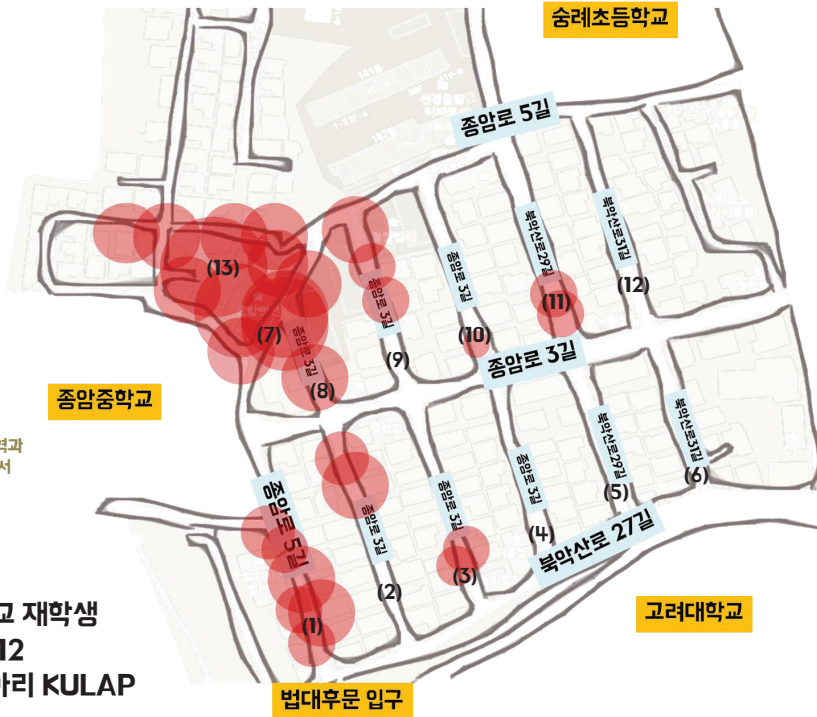 숭례초등학교
종암로 5길
북악산로29길
북악산로31길
종암로 3길
(13)
(12)
(11)
종암로 3길
(7)
종암로 3길
(10)
(9)
종암로 3길
(8)
종암중학교
역과
서
북악산로31길
북악산로29길
종암로 3길
종암로 3길
종암로 3길
종암로 5길
(6)
(5)
(4)
북악산로 27길
(3)
(2)
(1)
고려대학교
교 재학생
12
아리 KULAP
법대후문 입구